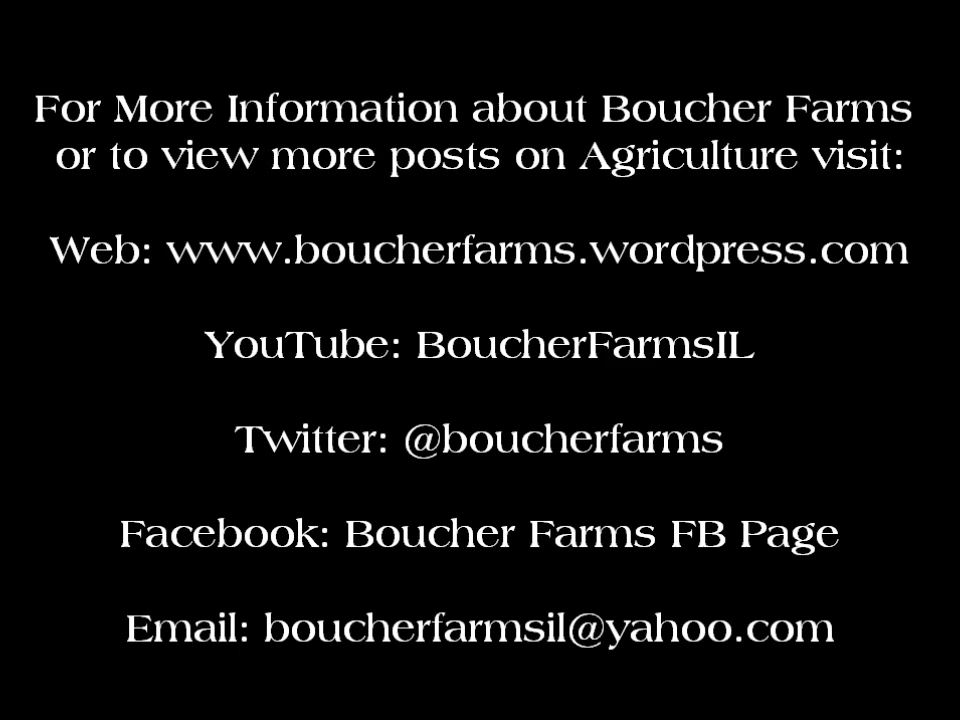 For More Information about Boucher Farms
or to view more posts on Agriculture visit:
Web: www.boucherfarms.wordpress.com
YouTube: BoucherFarmsIL
Twitter: @boucherfarms
Facebook: Boucher Farms FB Page
Email: boucherfarmsil@yahoo.com